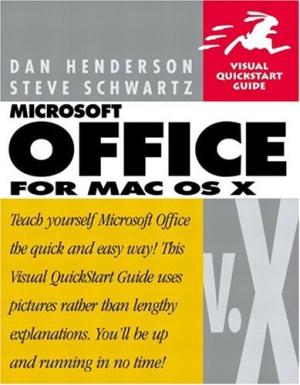 DAN HENDERSON
STEVE SCHWARTZ
VISUAL
QUICKSTART
GUIDE
MICROSOFT
OFFICE
FOR MAC OS X
Teach yourself Microsoft Office
the quick and easy way! This
Visual QuickStart Guide uses
pictures rather than lengthy
explanations. You'll be up
and running in no time!
v.X